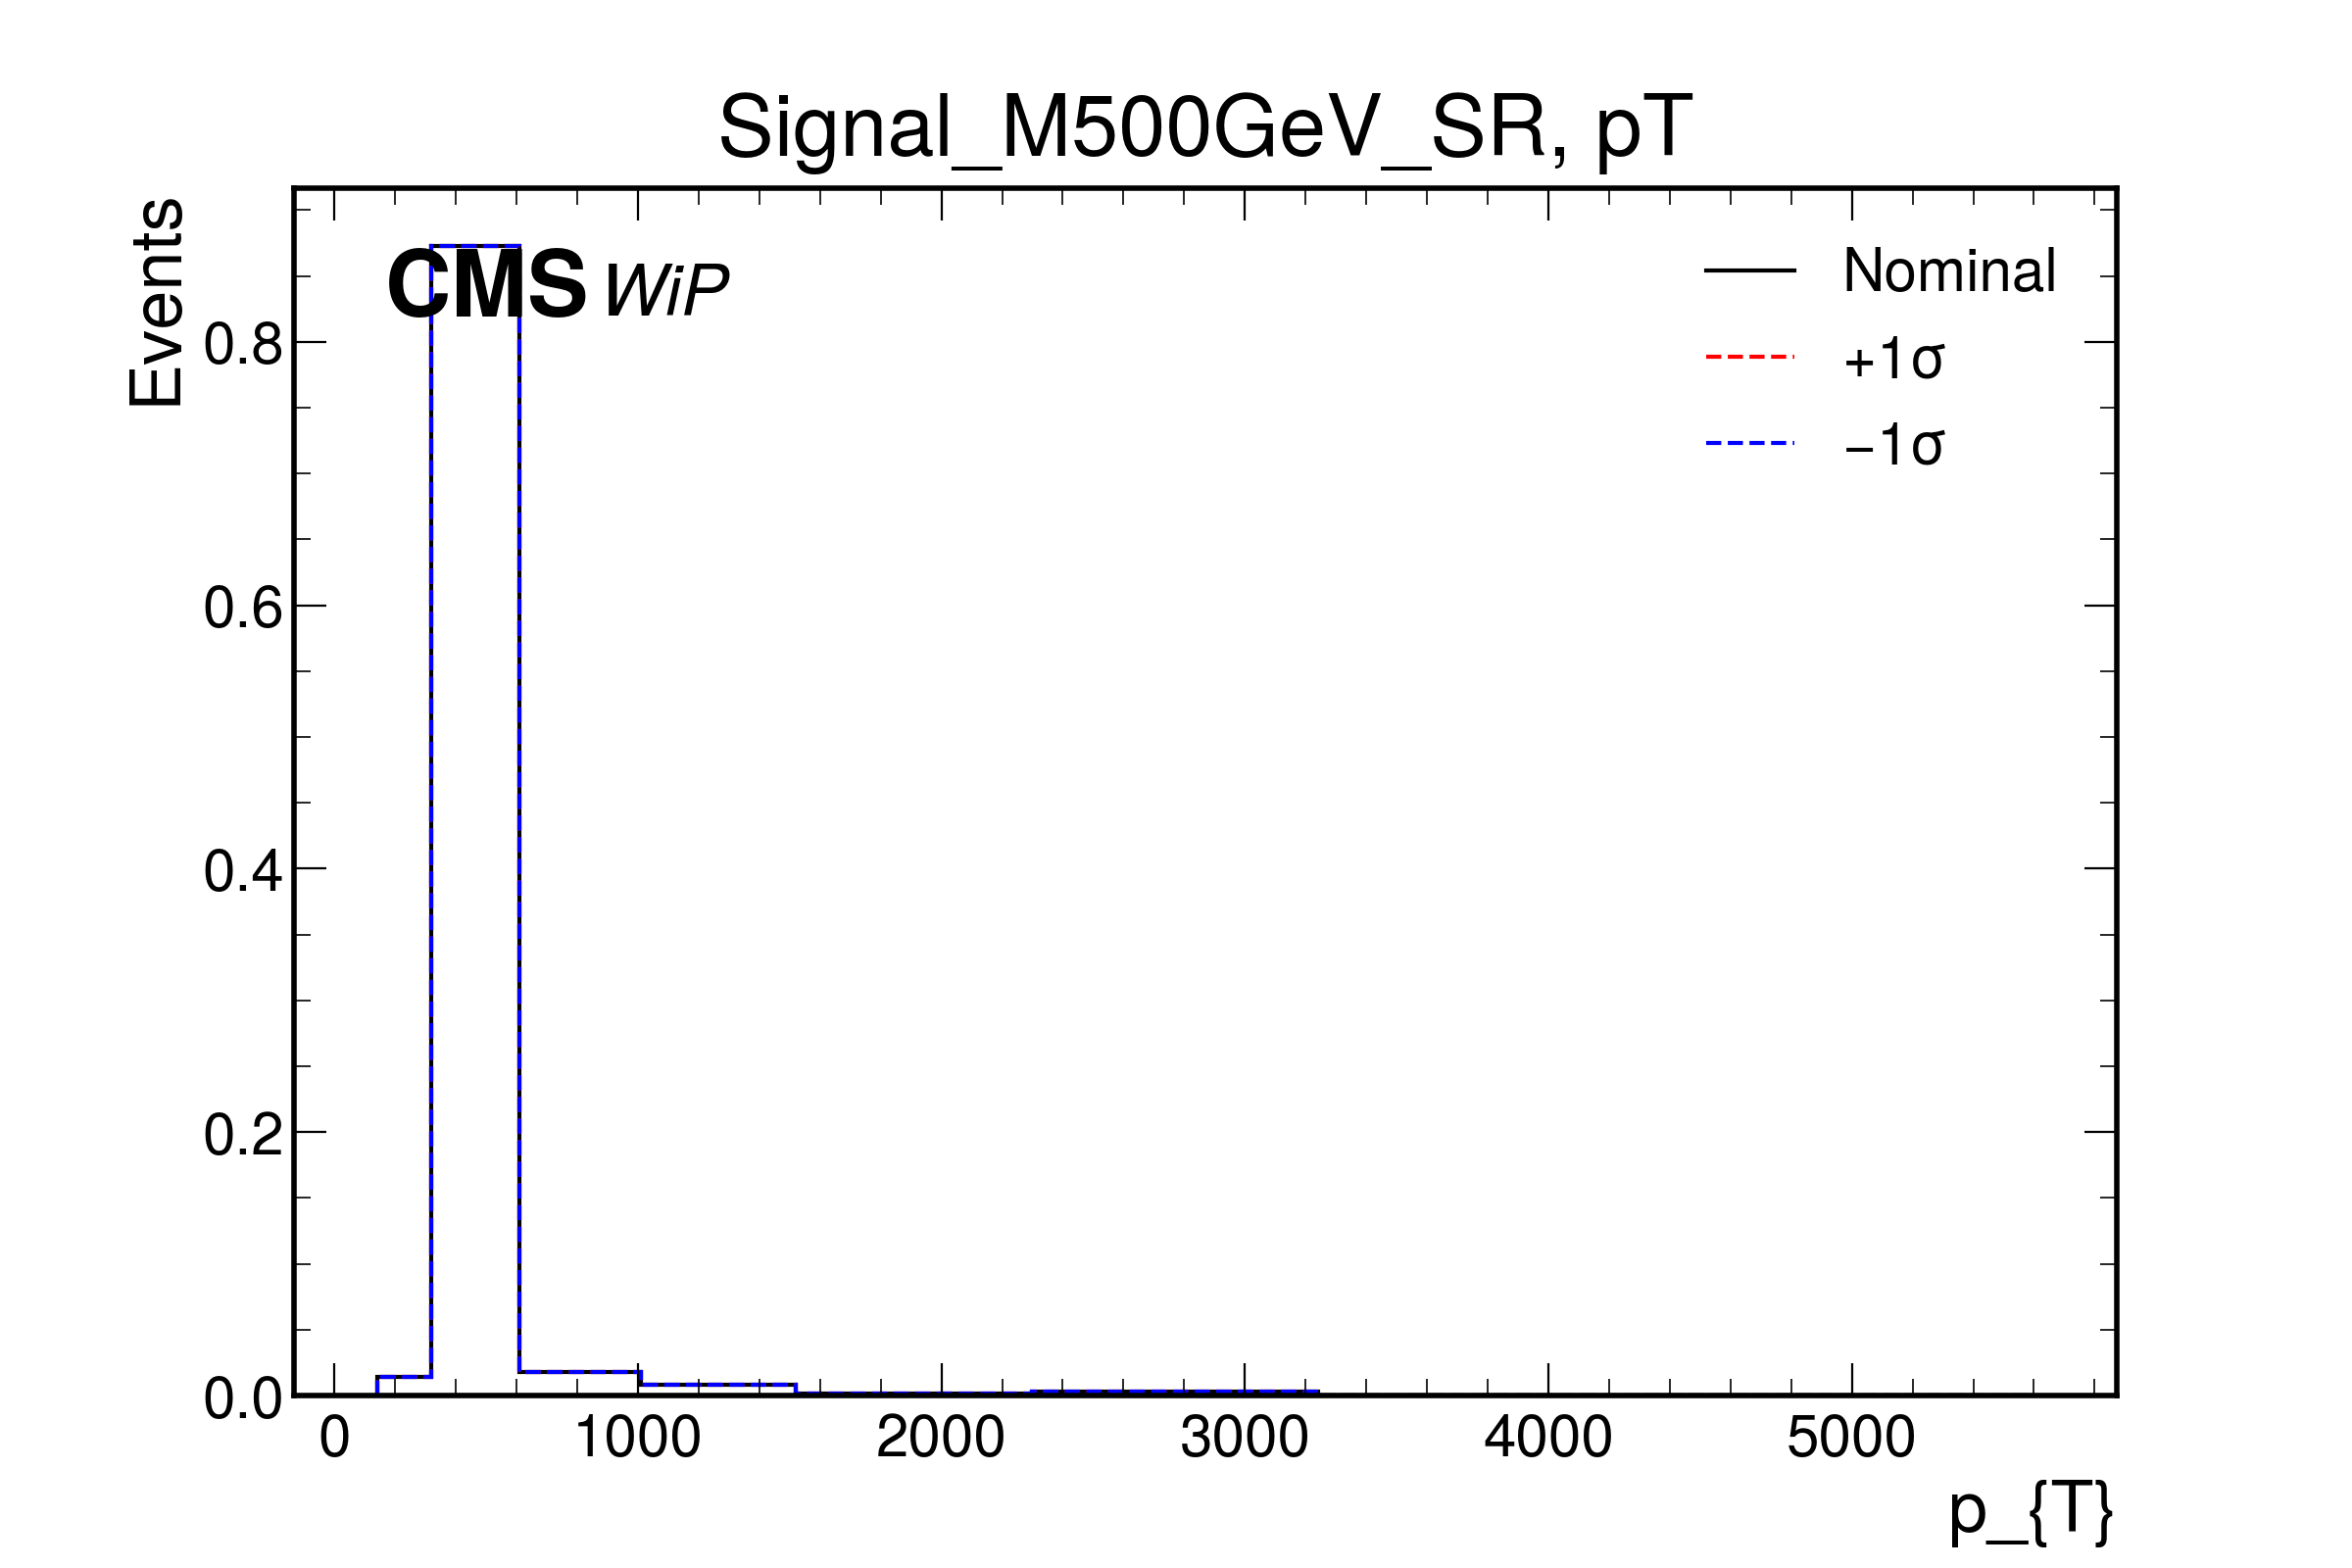 Signal_M500GeV_SR, pT
Events
CMS WiP
Nominal
+1σ
−1σ
0.8
0.6
0.4
0.2
0.0
0 1000 2000 3000 4000 5000
p_{T}